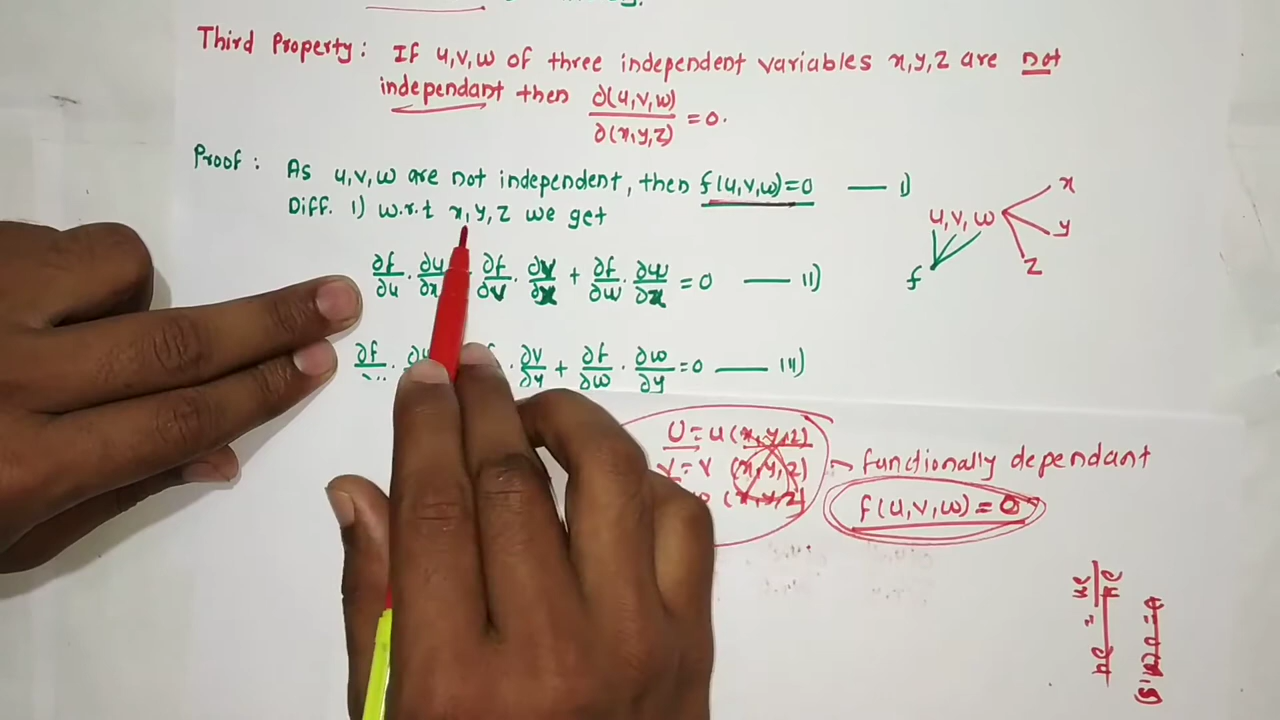 Third Property: If u,v,w of three independent variables x,y,z are not
independant then ∂(u,v,w)/∂(x,y,z) = 0.
Proof: As u,v,w are not independent, then f(u,v,w)=0 —— I)
Diff. I) w.r.t x,y,z we get
u,v,w
x
y
z
f
∂f/∂u · ∂u/∂x ∂f/∂v · ∂v/∂x + ∂f/∂w · ∂w/∂x = 0 —— II)
∂f · ∂v/∂y + ∂f/∂w · ∂w/∂y = 0 —— III)
U = u(x,y,z)
v = v (x,y,z) functionally dependant
(x,y,z) f(u,v,w) = 0